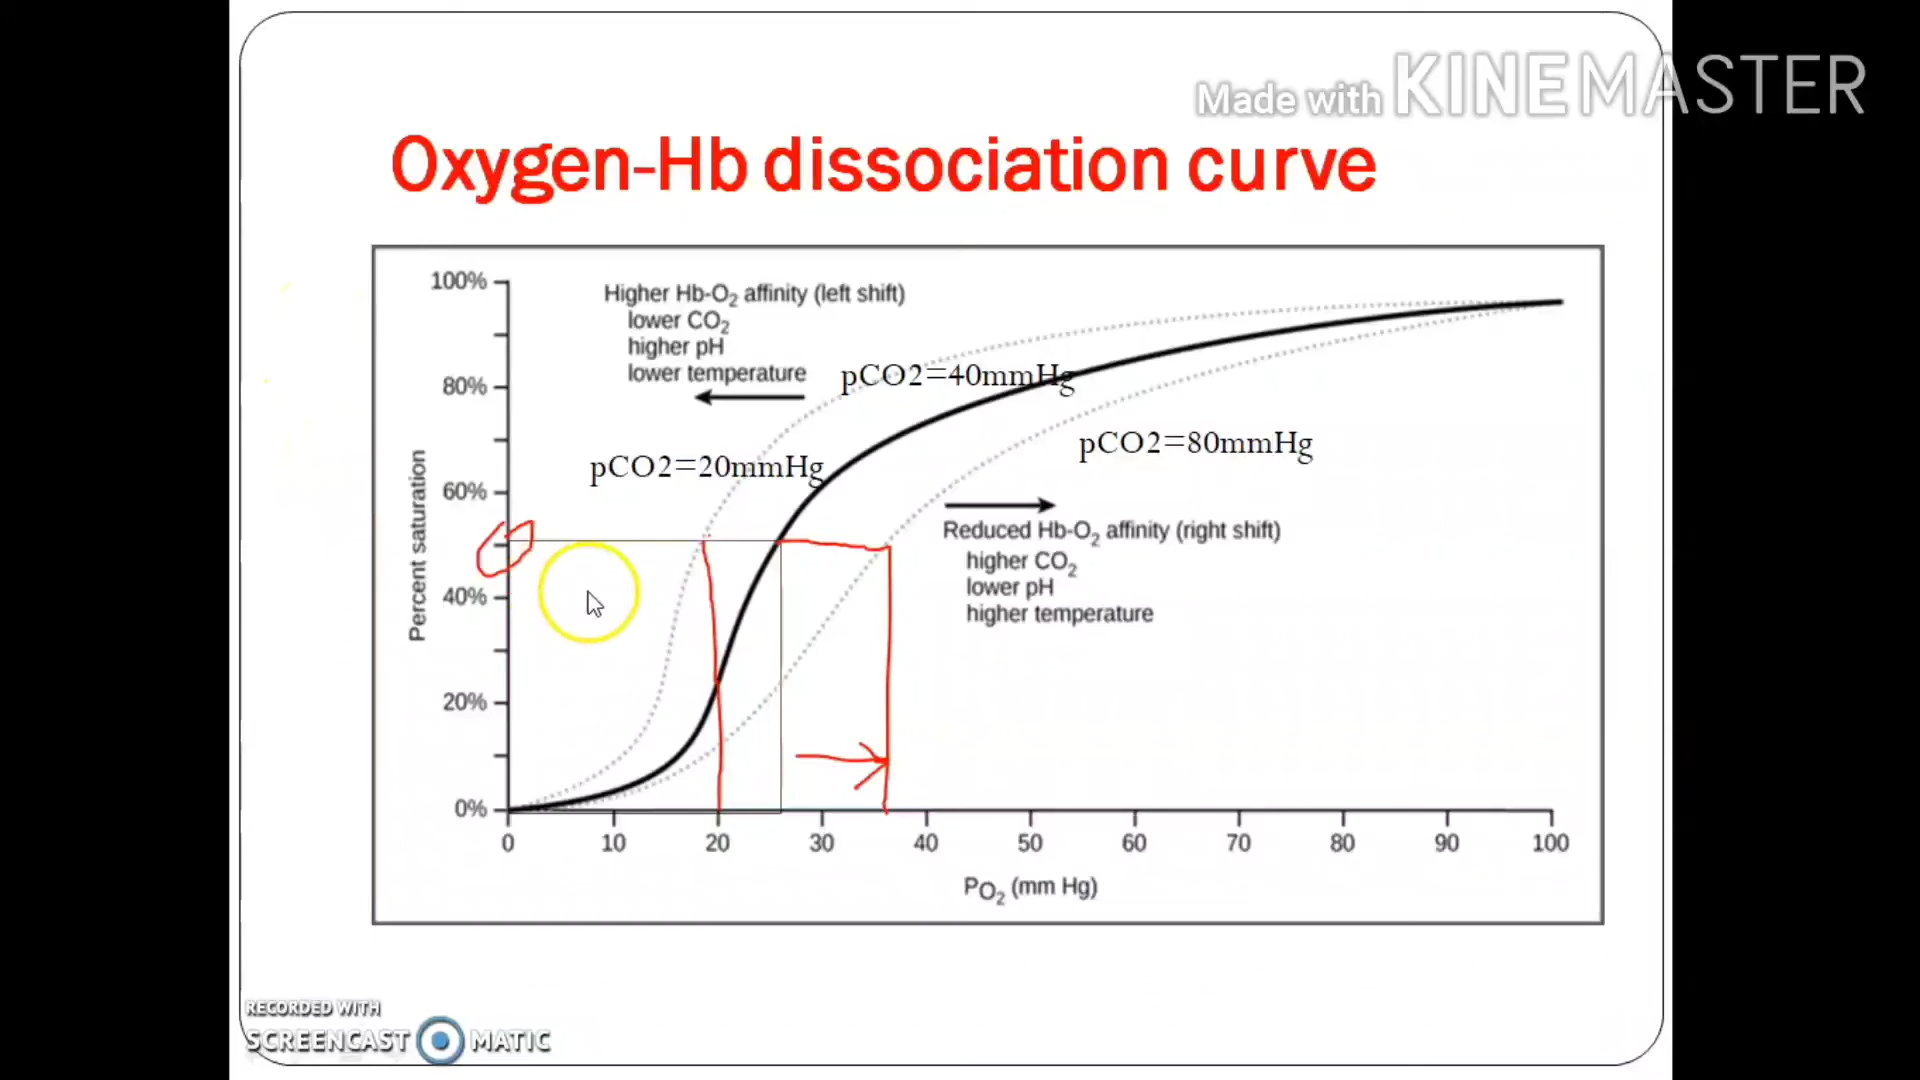 Made with KINEMASTER
Oxygen-Hb dissociation curve
100%
80%
60%
40%
20%
0%
Percent saturation
Higher Hb-O2 affinity (left shift)
lower CO2
higher pH
lower temperature
pCO2=40mmHg
pCO2=20mmHg
pCO2=80mmHg
Reduced Hb-O2 affinity (right shift)
higher CO2
lower pH
higher temperature
0 10 20 30 40 50 60 70 80 90 100
PO2 (mm Hg)
RECORDED WITH
SCREENCAST MATIC